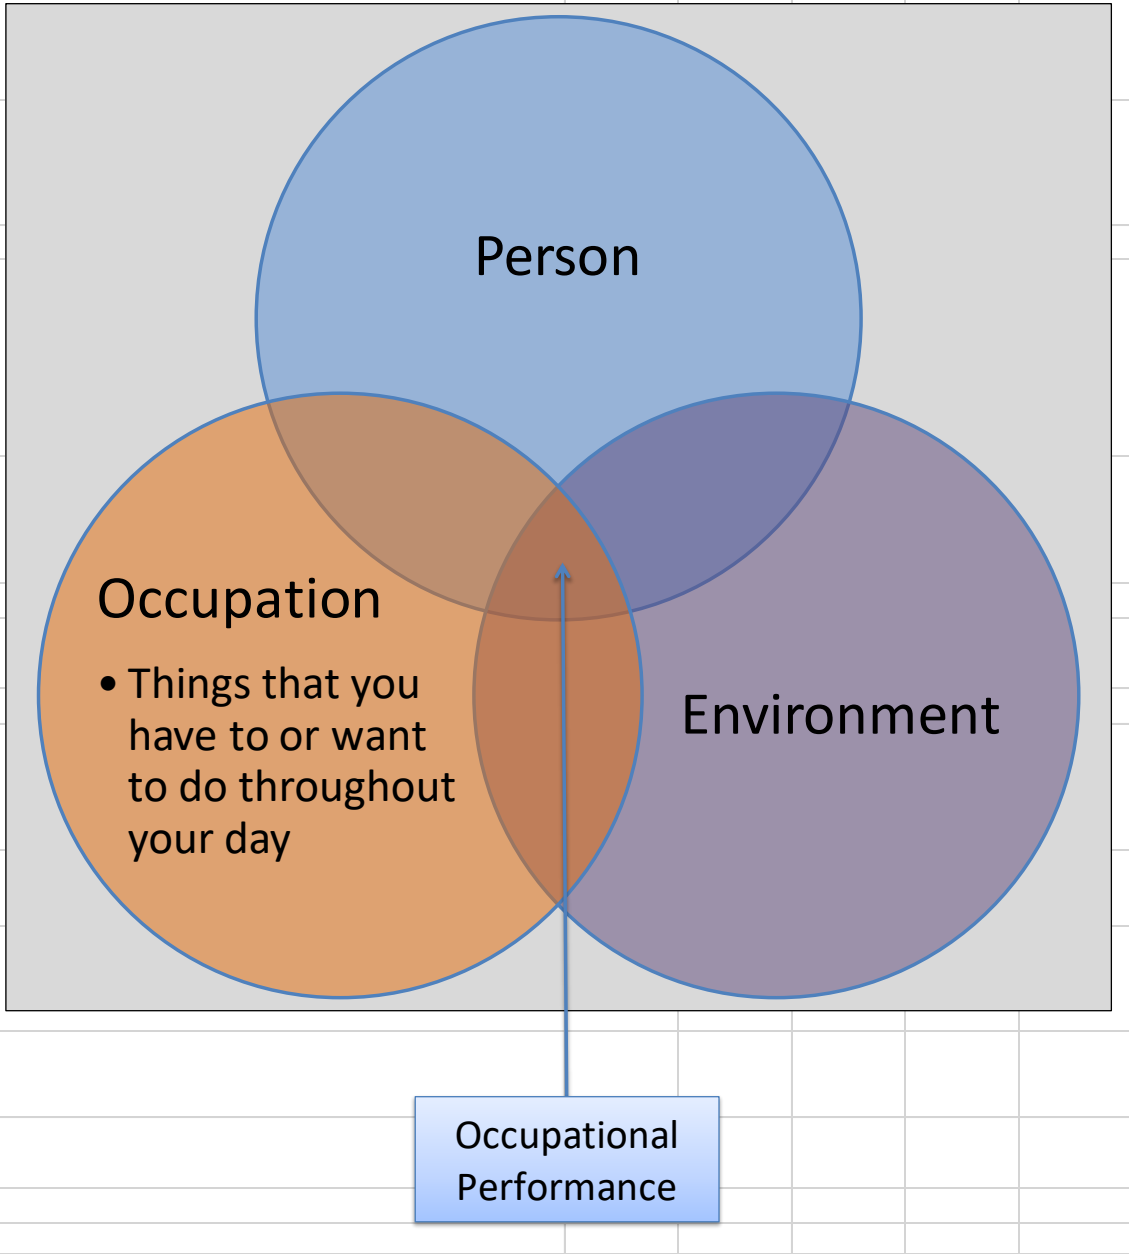 Person
Occupation
• Things that you
have to or want
to do throughout
your day
Environment
Occupational
Performance